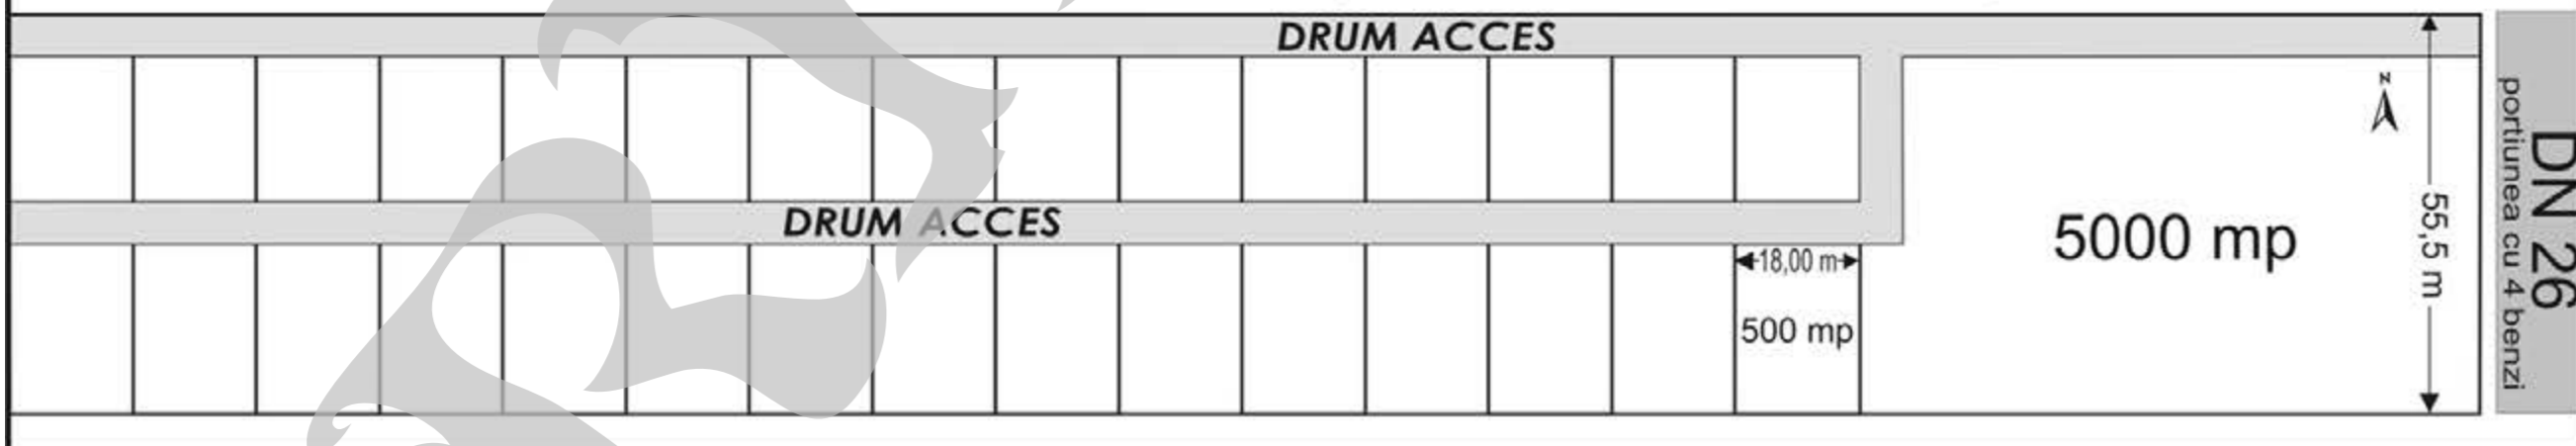 DRUM ACCES
N
DRUM ACCES
18,00 m
500 mp
5000 mp
55,5 m
DN 26
portiunea cu 4 benzi